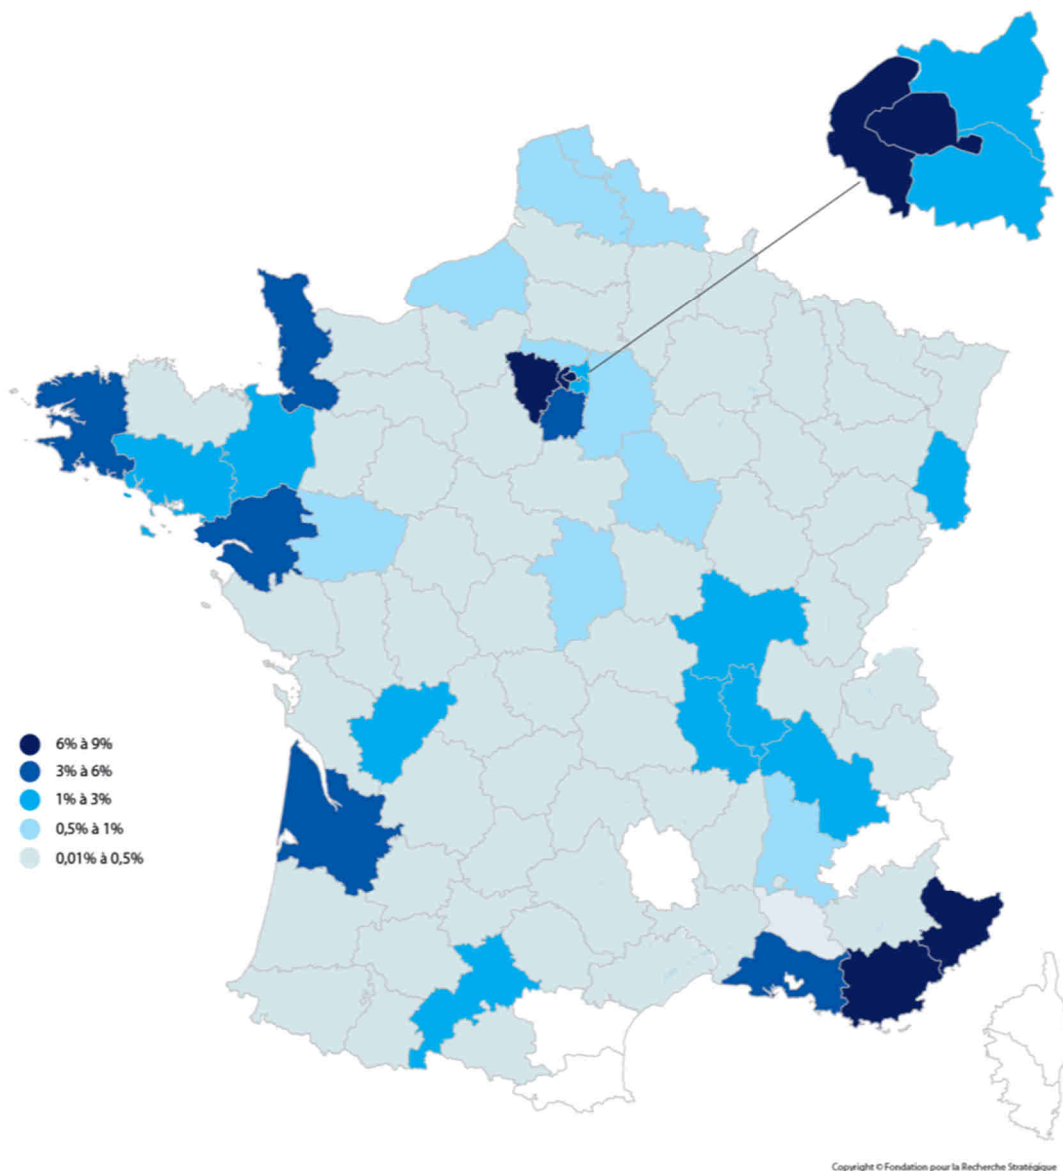 6% à 9%
3% à 6%
1% à 3%
0,5% à 1%
0,01% à 0,5%
Copyright © Fondation pour la Recherche Stratégique